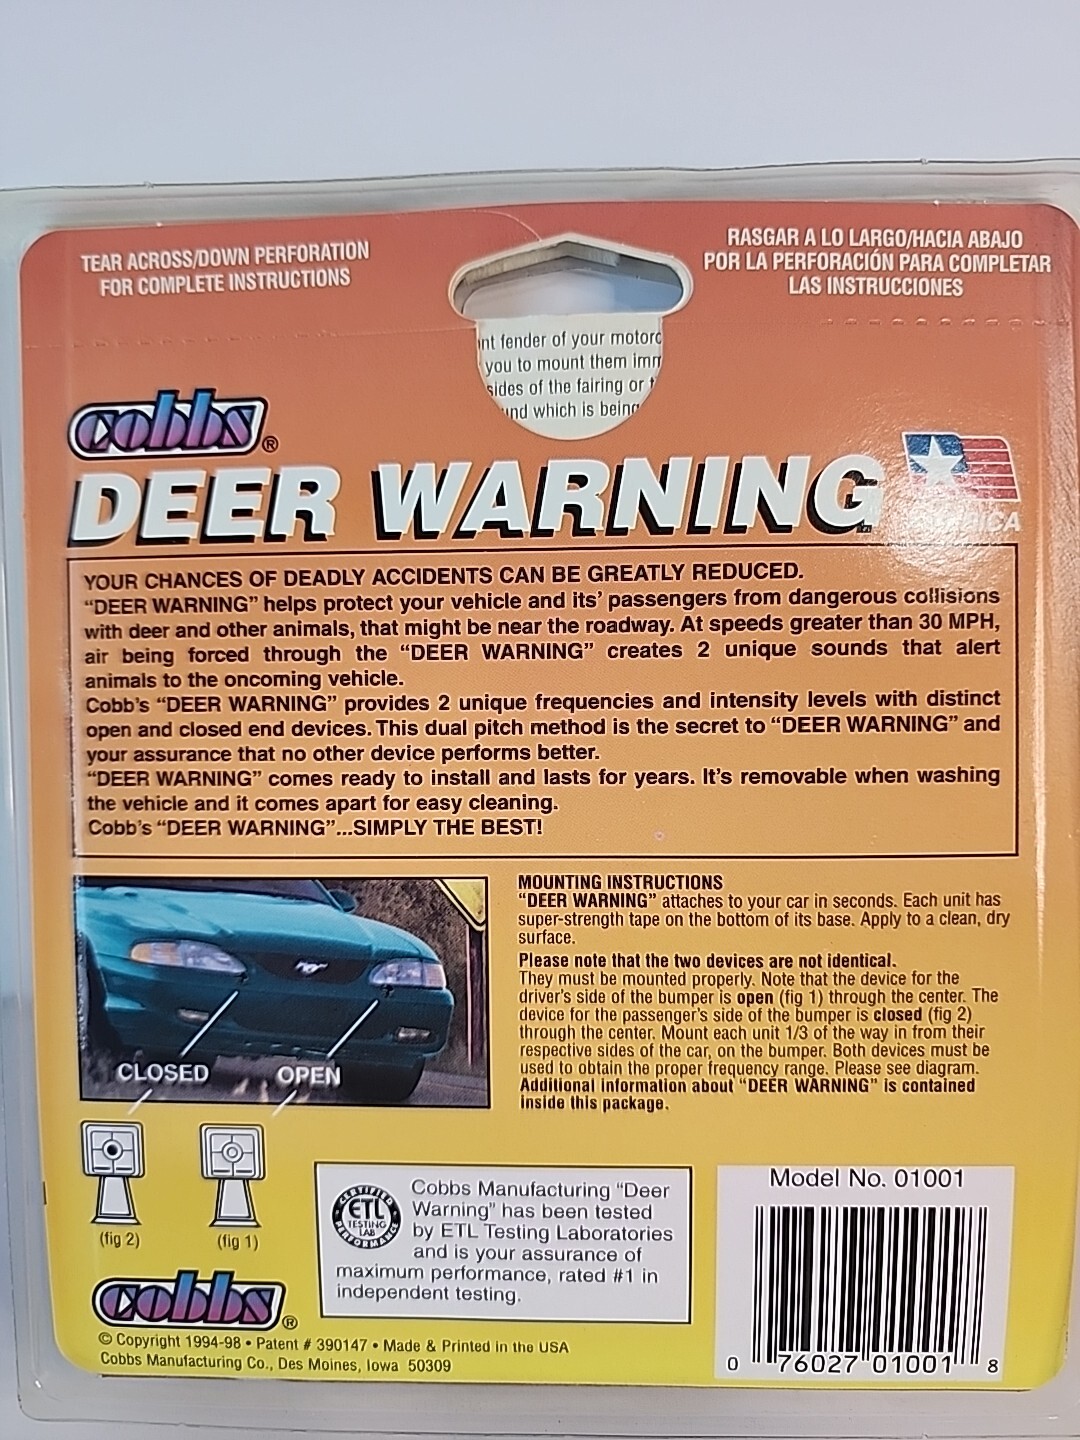 TEAR ACROSS/DOWN PERFORATION
FOR COMPLETE INSTRUCTIONS
RASGAR A LO LARGO/HACIA ABAJO
POR LA PERFORACIÓN PARA COMPLETAR
LAS INSTRUCCIONES
fender of your
you to mount them
sides of the fairing or
which is being
cobbs®
DEER WARNING
YOUR CHANCES OF DEADLY ACCIDENTS CAN BE GREATLY REDUCED.
“DEER WARNING” helps protect your vehicle and its’ passengers from dangerous collisions
with deer and other animals, that might be near the roadway. At speeds greater than 30 MPH,
air being forced through the “DEER WARNING” creates 2 unique sounds that alert
animals to the oncoming vehicle.
Cobb’s “DEER WARNING” provides 2 unique frequencies and intensity levels with distinct
open and closed end devices. This dual pitch method is the secret to “DEER WARNING” and
your assurance that no other device performs better.
“DEER WARNING” comes ready to install and lasts for years. It’s removable when washing
the vehicle and it comes apart for easy cleaning.
Cobb’s “DEER WARNING”...SIMPLY THE BEST!
CLOSED OPEN
(fig 2) (fig 1)
MOUNTING INSTRUCTIONS
“DEER WARNING” attaches to your car in seconds. Each unit has
super-strength tape on the bottom of its base. Apply to a clean, dry
surface.
Please note that the two devices are not identical.
They must be mounted properly. Note that the device for the
driver’s side of the bumper is open (fig 1) through the center. The
device for the passenger’s side of the bumper is closed (fig 2)
through the center. Mount each unit 1/3 of the way in from their
respective sides of the car, on the bumper. Both devices must be
used to obtain the proper frequency range. Please see diagram.
Additional information about “DEER WARNING” is contained
inside this package.
CERTIFIED
ETL
TESTING
LAB
PERFORMANCE
Cobbs Manufacturing “Deer
Warning” has been tested
by ETL Testing Laboratories
and is your assurance of
maximum performance, rated #1 in
independent testing.
Model No. 01001
0 76027 01001 8
cobbs®
© Copyright 1994-98 • Patent # 390147 • Made & Printed in the USA
Cobbs Manufacturing Co., Des Moines, Iowa 50309